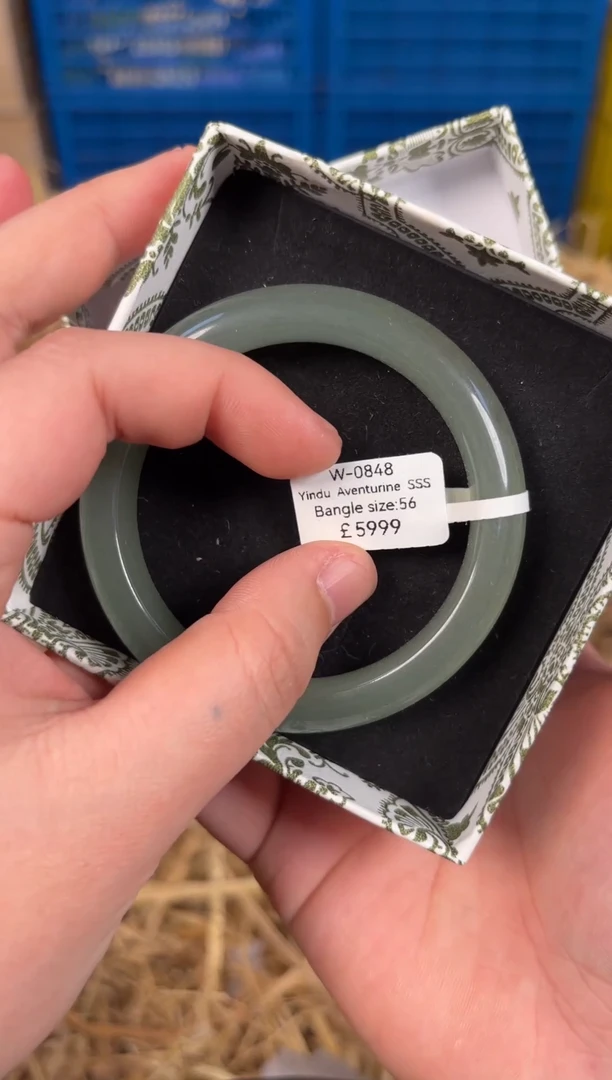 W-0848
Yindu Aventurine SSS
Bangle size:56
£5999